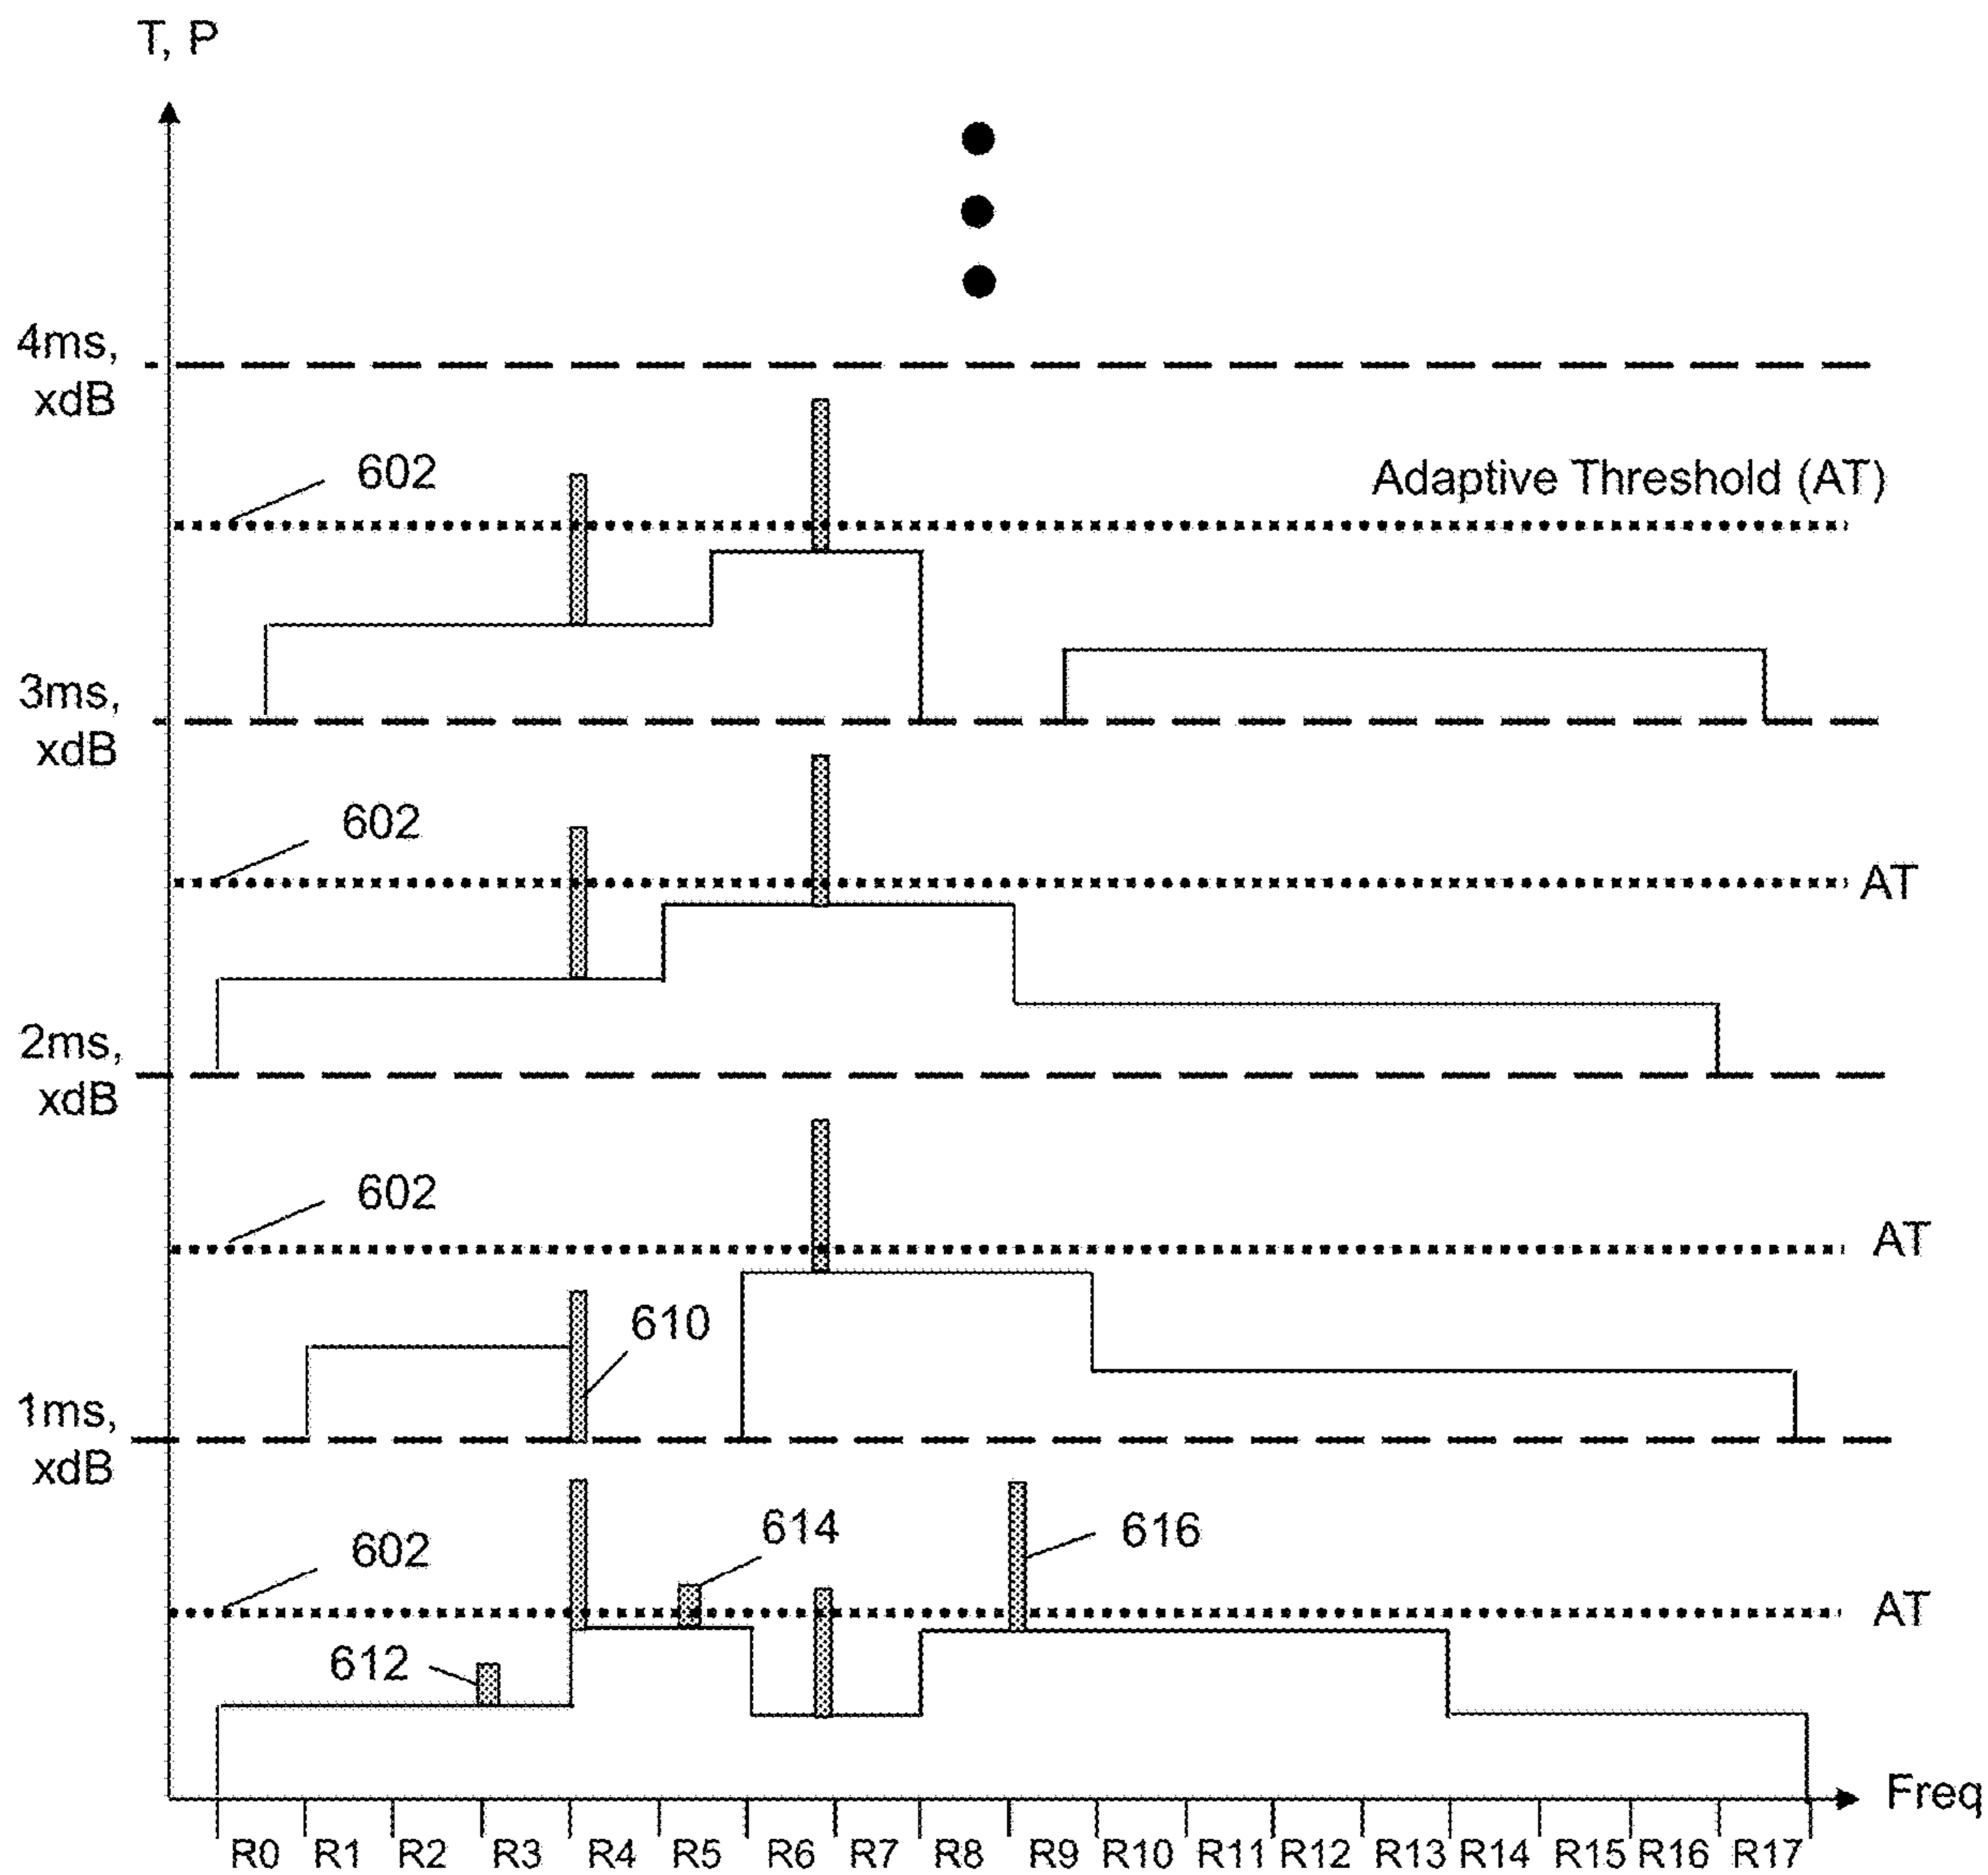 T, P
4ms,
xdB
602
Adaptive Threshold (AT)
3ms,
xdB
602
AT
2ms,
xdB
602
AT
610
1ms,
xdB
602
614
616
AT
612
Freq
R0 R1 R2 R3 R4 R5 R6 R7 R8 R9 R10 R11 R12 R13 R14 R15 R16 R17